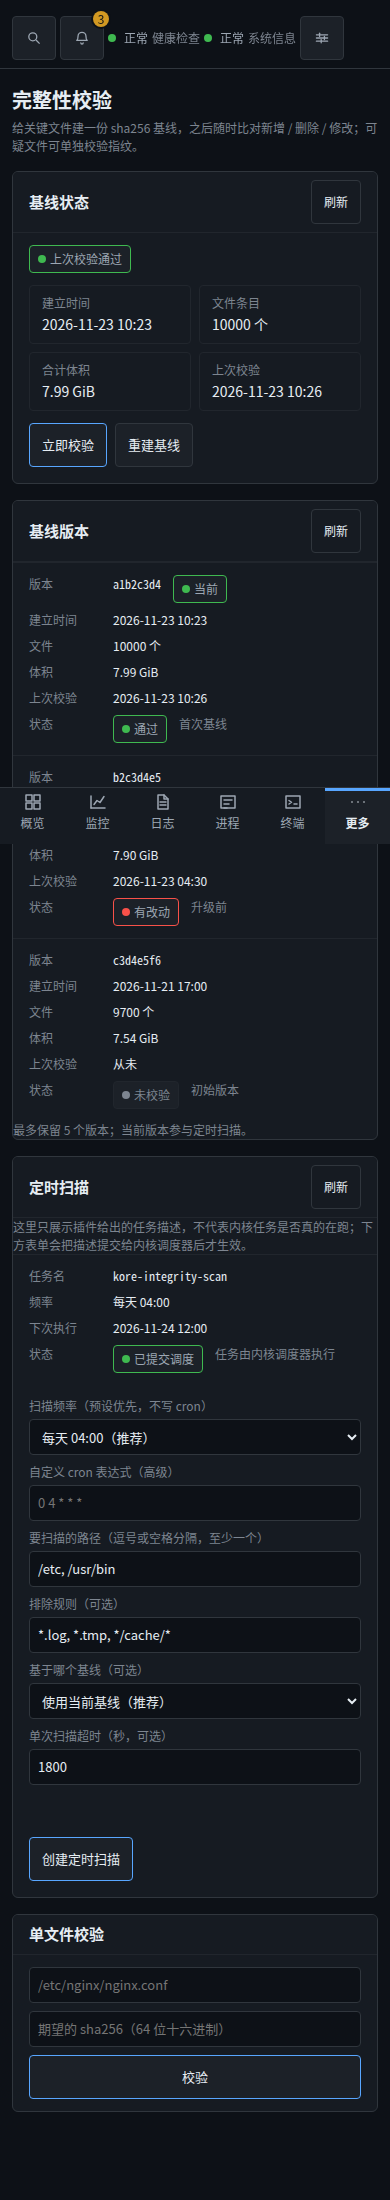 3
正常 健康检查 正常 系统信息
完整性校验
给关键文件建一份 sha256 基线，之后随时比对新增 / 删除 / 修改；可
疑文件可单独校验指纹。
基线状态
刷新
上次校验通过
建立时间
2026-11-23 10:23
文件条目
10000 个
合计体积
7.99 GiB
上次校验
2026-11-23 10:26
立即校验
重建基线
基线版本
刷新
版本 a1b2c3d4 当前
建立时间 2026-11-23 10:23
文件 10000 个
体积 7.99 GiB
上次校验 2026-11-23 10:26
状态 通过 首次基线
版本 b2c3d4e5
概览 监控 日志 进程 终端 更多
体积 7.90 GiB
上次校验 2026-11-23 04:30
状态 有改动 升级前
版本 c3d4e5f6
建立时间 2026-11-21 17:00
文件 9700 个
体积 7.54 GiB
上次校验 从未
状态 未校验 初始版本
最多保留 5 个版本；当前版本参与定时扫描。
定时扫描
刷新
这里只展示插件给出的任务描述，不代表内核任务是否真的在跑；下
方表单会把描述提交给内核调度器后才生效。
任务名 kore-integrity-scan
频率 每天 04:00
下次执行 2026-11-24 12:00
状态 已提交调度 任务由内核调度器执行
扫描频率（预设优先，不写 cron）
每天 04:00（推荐）
自定义 cron 表达式（高级）
0 4 * * *
要扫描的路径（逗号或空格分隔，至少一个）
/etc, /usr/bin
排除规则（可选）
*.log, *.tmp, */cache/*
基于哪个基线（可选）
使用当前基线（推荐）
单次扫描超时（秒，可选）
1800
创建定时扫描
单文件校验
/etc/nginx/nginx.conf
期望的 sha256（64 位十六进制）
校验